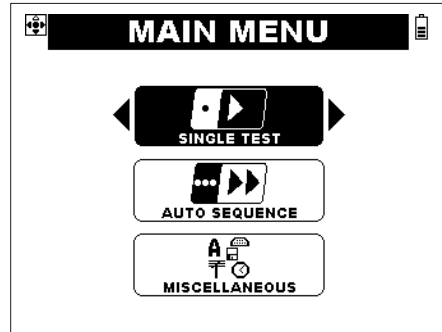 MAIN MENU
SINGLE TEST
AUTO SEQUENCE
A
MISCELLANEOUS